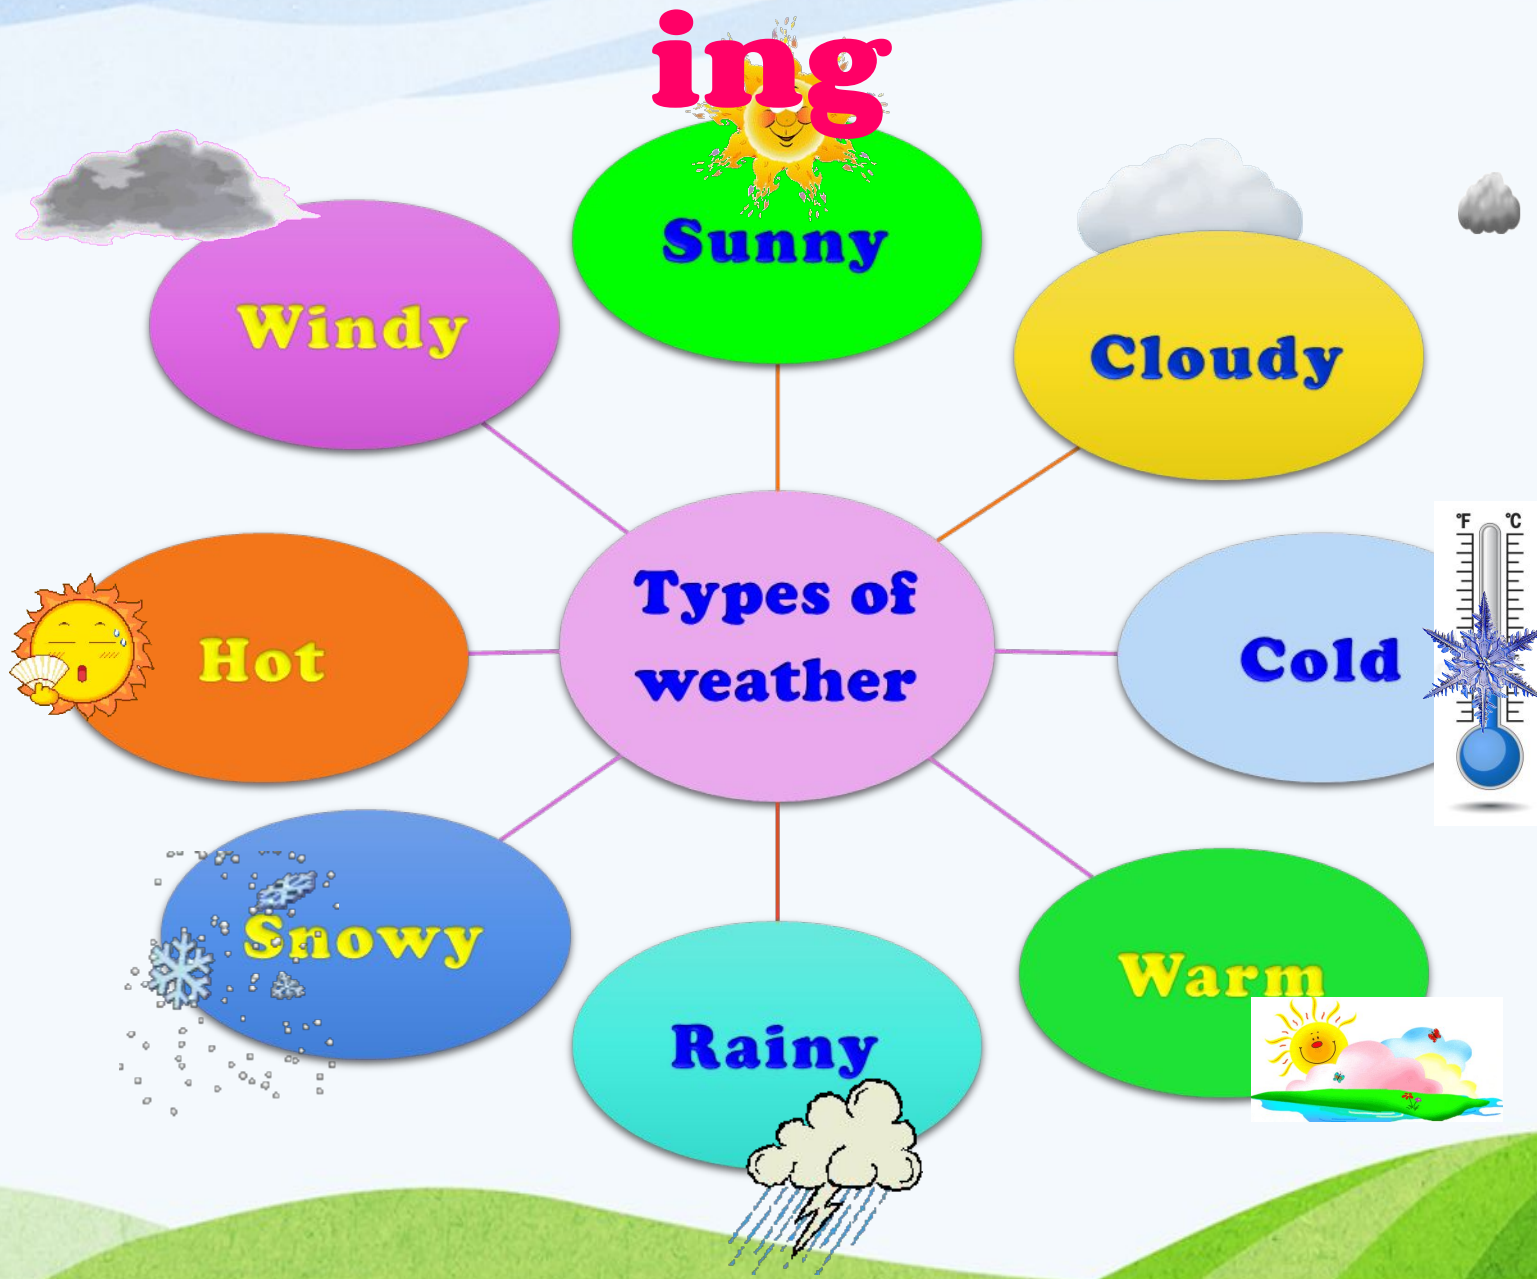 ing
Sunny
Windy
Cloudy
°F °C
Types of
weather
Hot
Cold
Snowy
Warm
Rainy